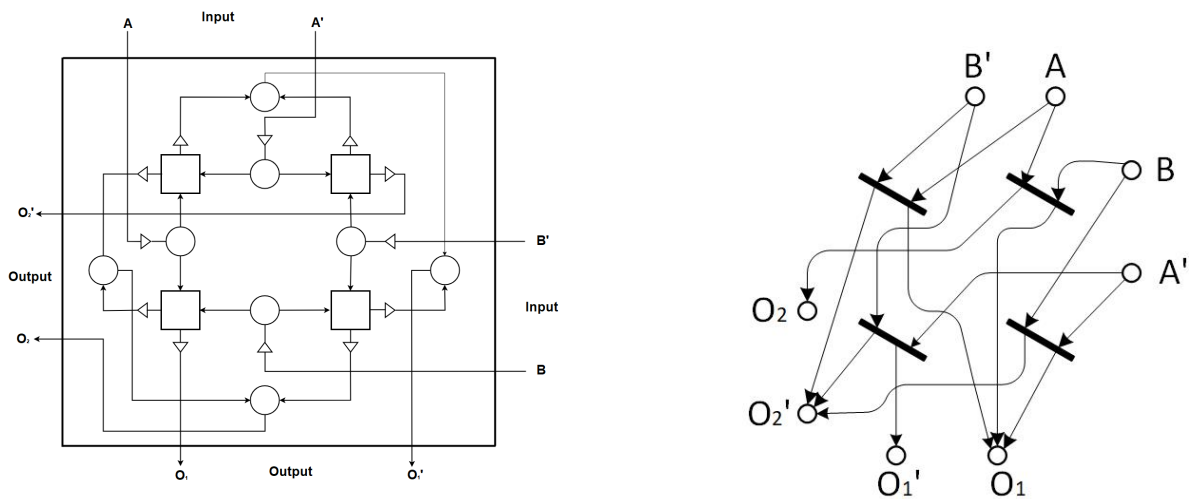 Input
A
A'
O₂'
B'
Output
Input
O₂
B
Output
O₁
O₁'
B'
A
B
A'
O₂
O₂'
O₁'
O₁